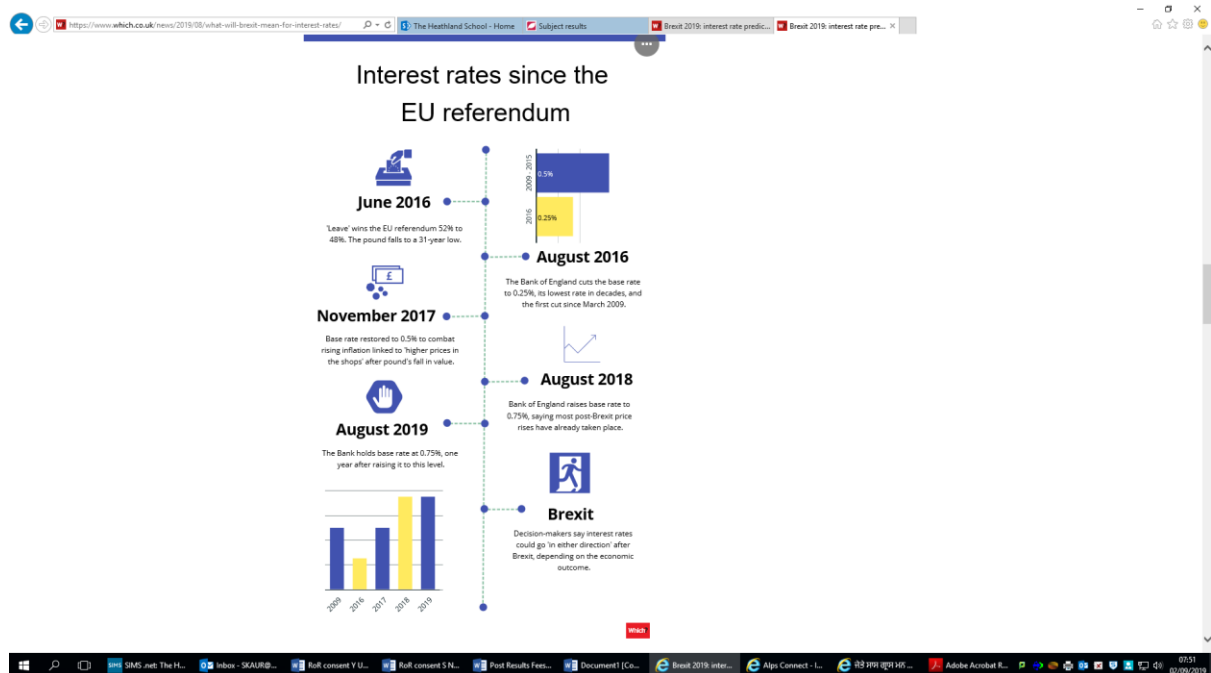 https://www.which.co.uk/news/2019/08/what-will-brexit-mean-for-interest-rates/
The Heathland School - Home
Subject results
Brexit 2019: interest rate predic...
Brexit 2019: interest rate pre...
Interest rates since the
EU referendum
June 2016
'Leave' wins the EU referendum 52% to
48%. The pound falls to a 31-year low.
2009 - 2015
0.5%
2016
0.25%
August 2016
The Bank of England cuts the base rate
to 0.25%, its lowest rate in decades, and
the first cut since March 2009.
£
November 2017
Base rate restored to 0.5% to combat
rising inflation linked to 'higher prices in
the shops' after pound's fall in value.
August 2018
Bank of England raises base rate to
0.75%, saying most post-Brexit price
rises have already taken place.
August 2019
The Bank holds base rate at 0.75%, one
year after raising it to this level.
2009
2016
2017
2018
2019
Brexit
Decision-makers say interest rates
could go 'in either direction' after
Brexit, depending on the economic
outcome.
Which?
SIMS .net: The H...
Inbox - SKAUR@...
RoR consent Y U...
RoR consent S N...
Post Results Fees...
Document1 [Co...
Brexit 2019: inter...
Alps Connect - I...
Adobe Acrobat R...
07:51
02/09/2019